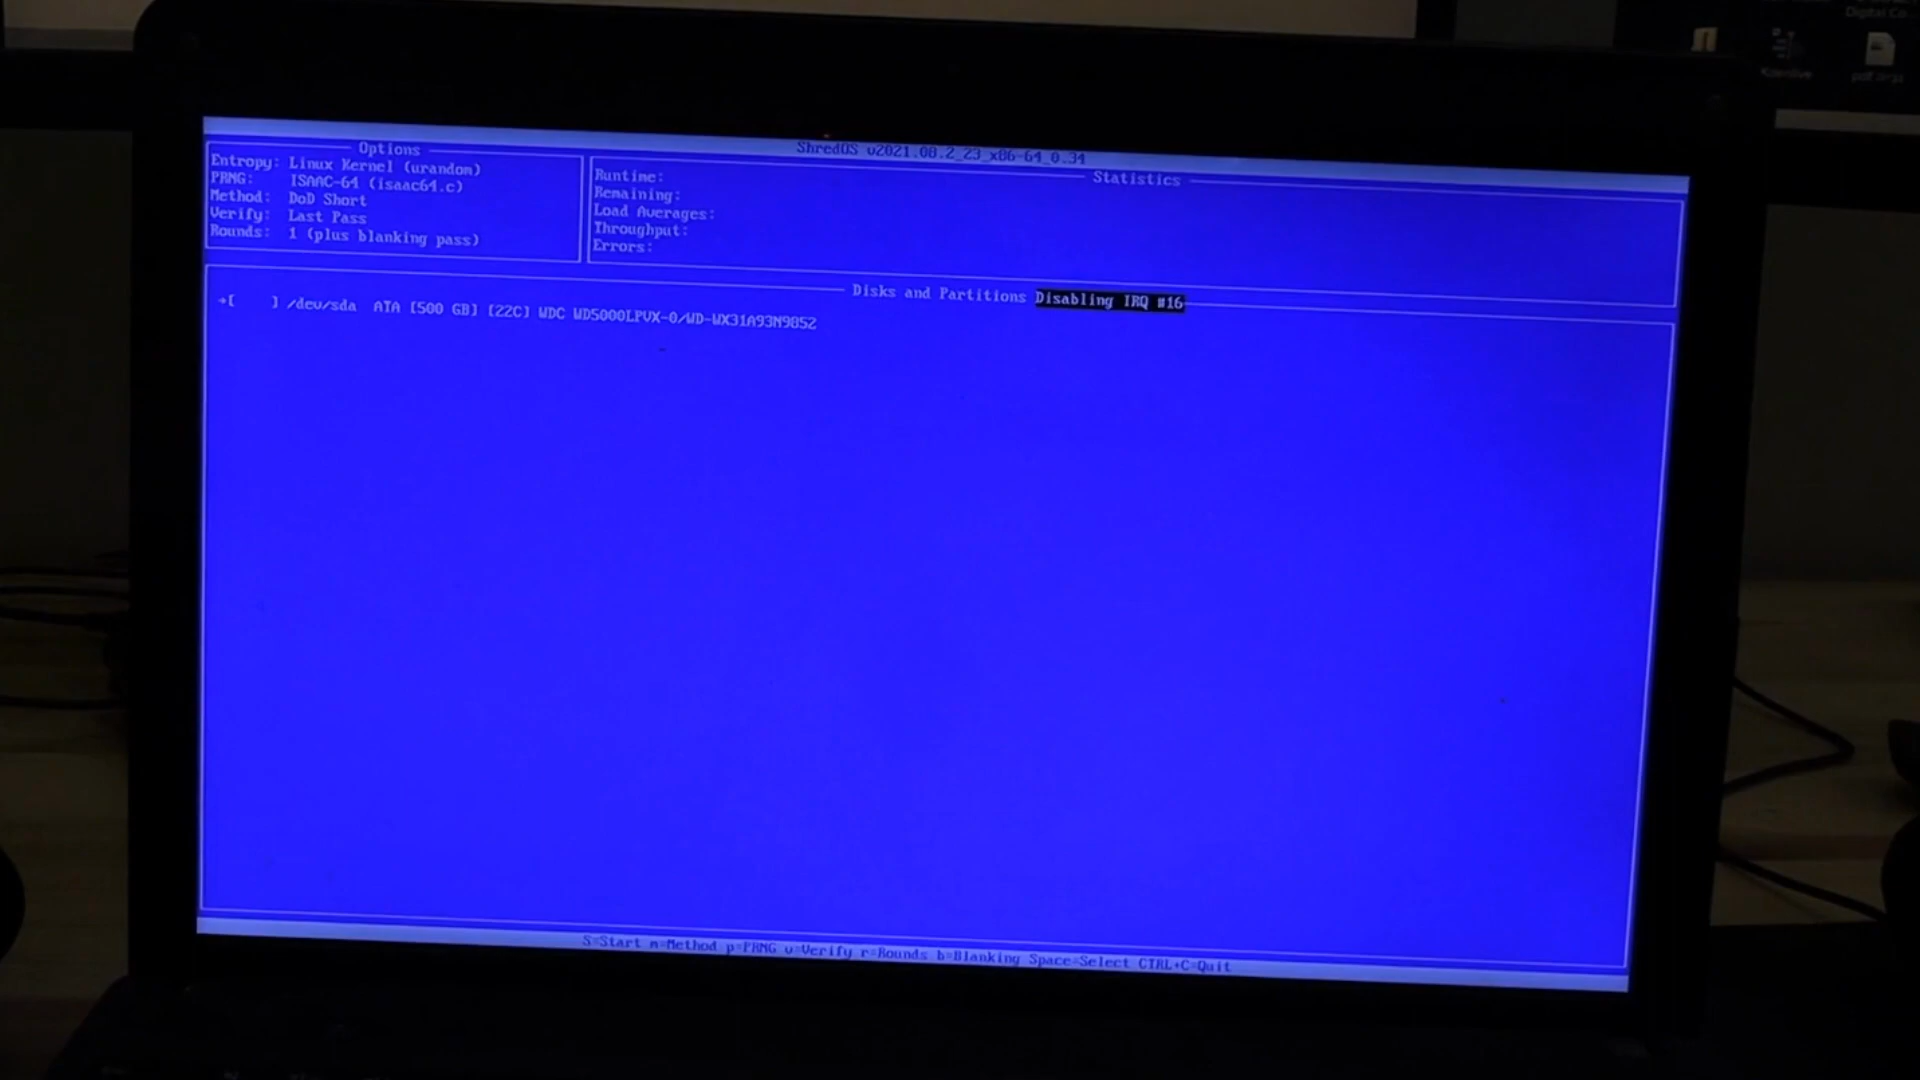 Digital Co...
pdf
ShredOS v2021.08.2_23_x86-64_0.34
Options
Entropy: Linux Kernel (urandom)
PRNG: ISAAC-64 (isaac64.c)
Method: DoD Short
Verify: Last Pass
Rounds: 1 (plus blanking pass)
Statistics
Runtime:
Remaining:
Load Averages:
Throughput:
Errors:
Disks and Partitions Disabling IRQ #16
→[ ] /dev/sda ATA [500 GB] [22C] WDC WD5000LPVX-0/WD-WX31A93N9852
S=Start m=Method p=PRNG v=Verify r=Rounds b=Blanking Space=Select CTRL+C=Quit